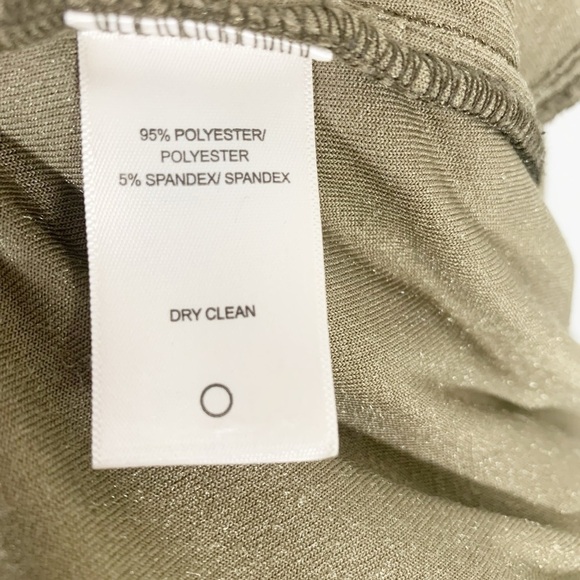 95% POLYESTER/
POLYESTER
5% SPANDEX/ SPANDEX
DRY CLEAN